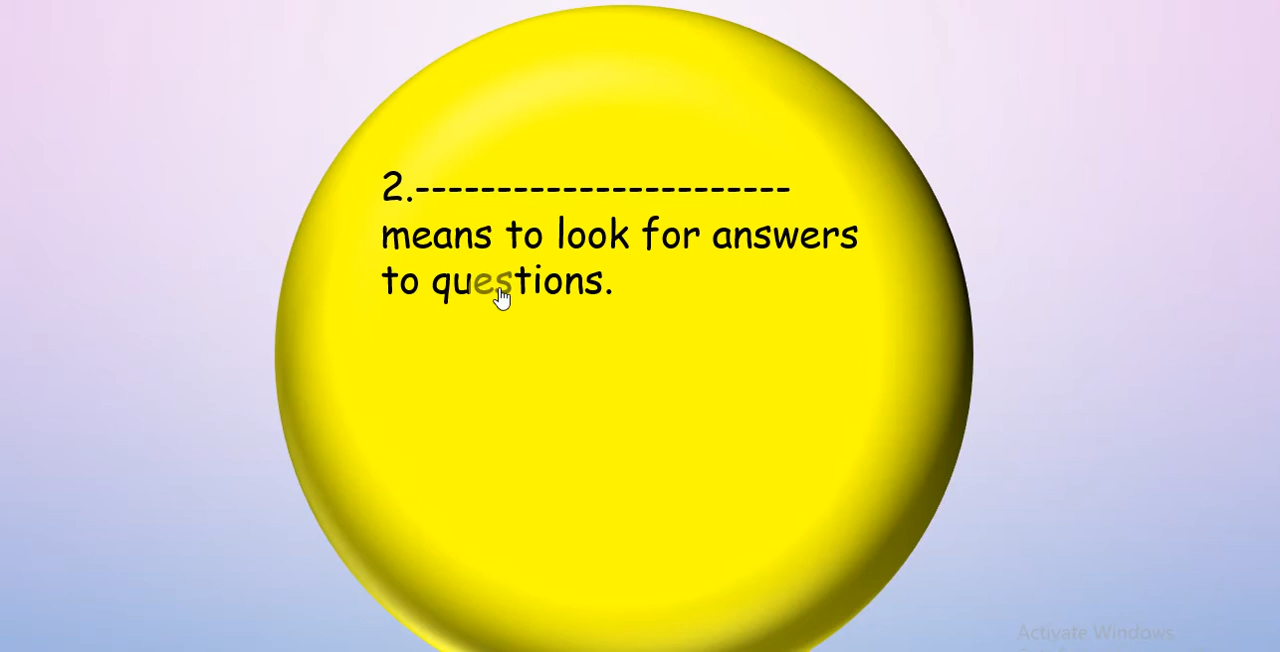 2.-----------------------
means to look for answers
to questions.
Activate Windows